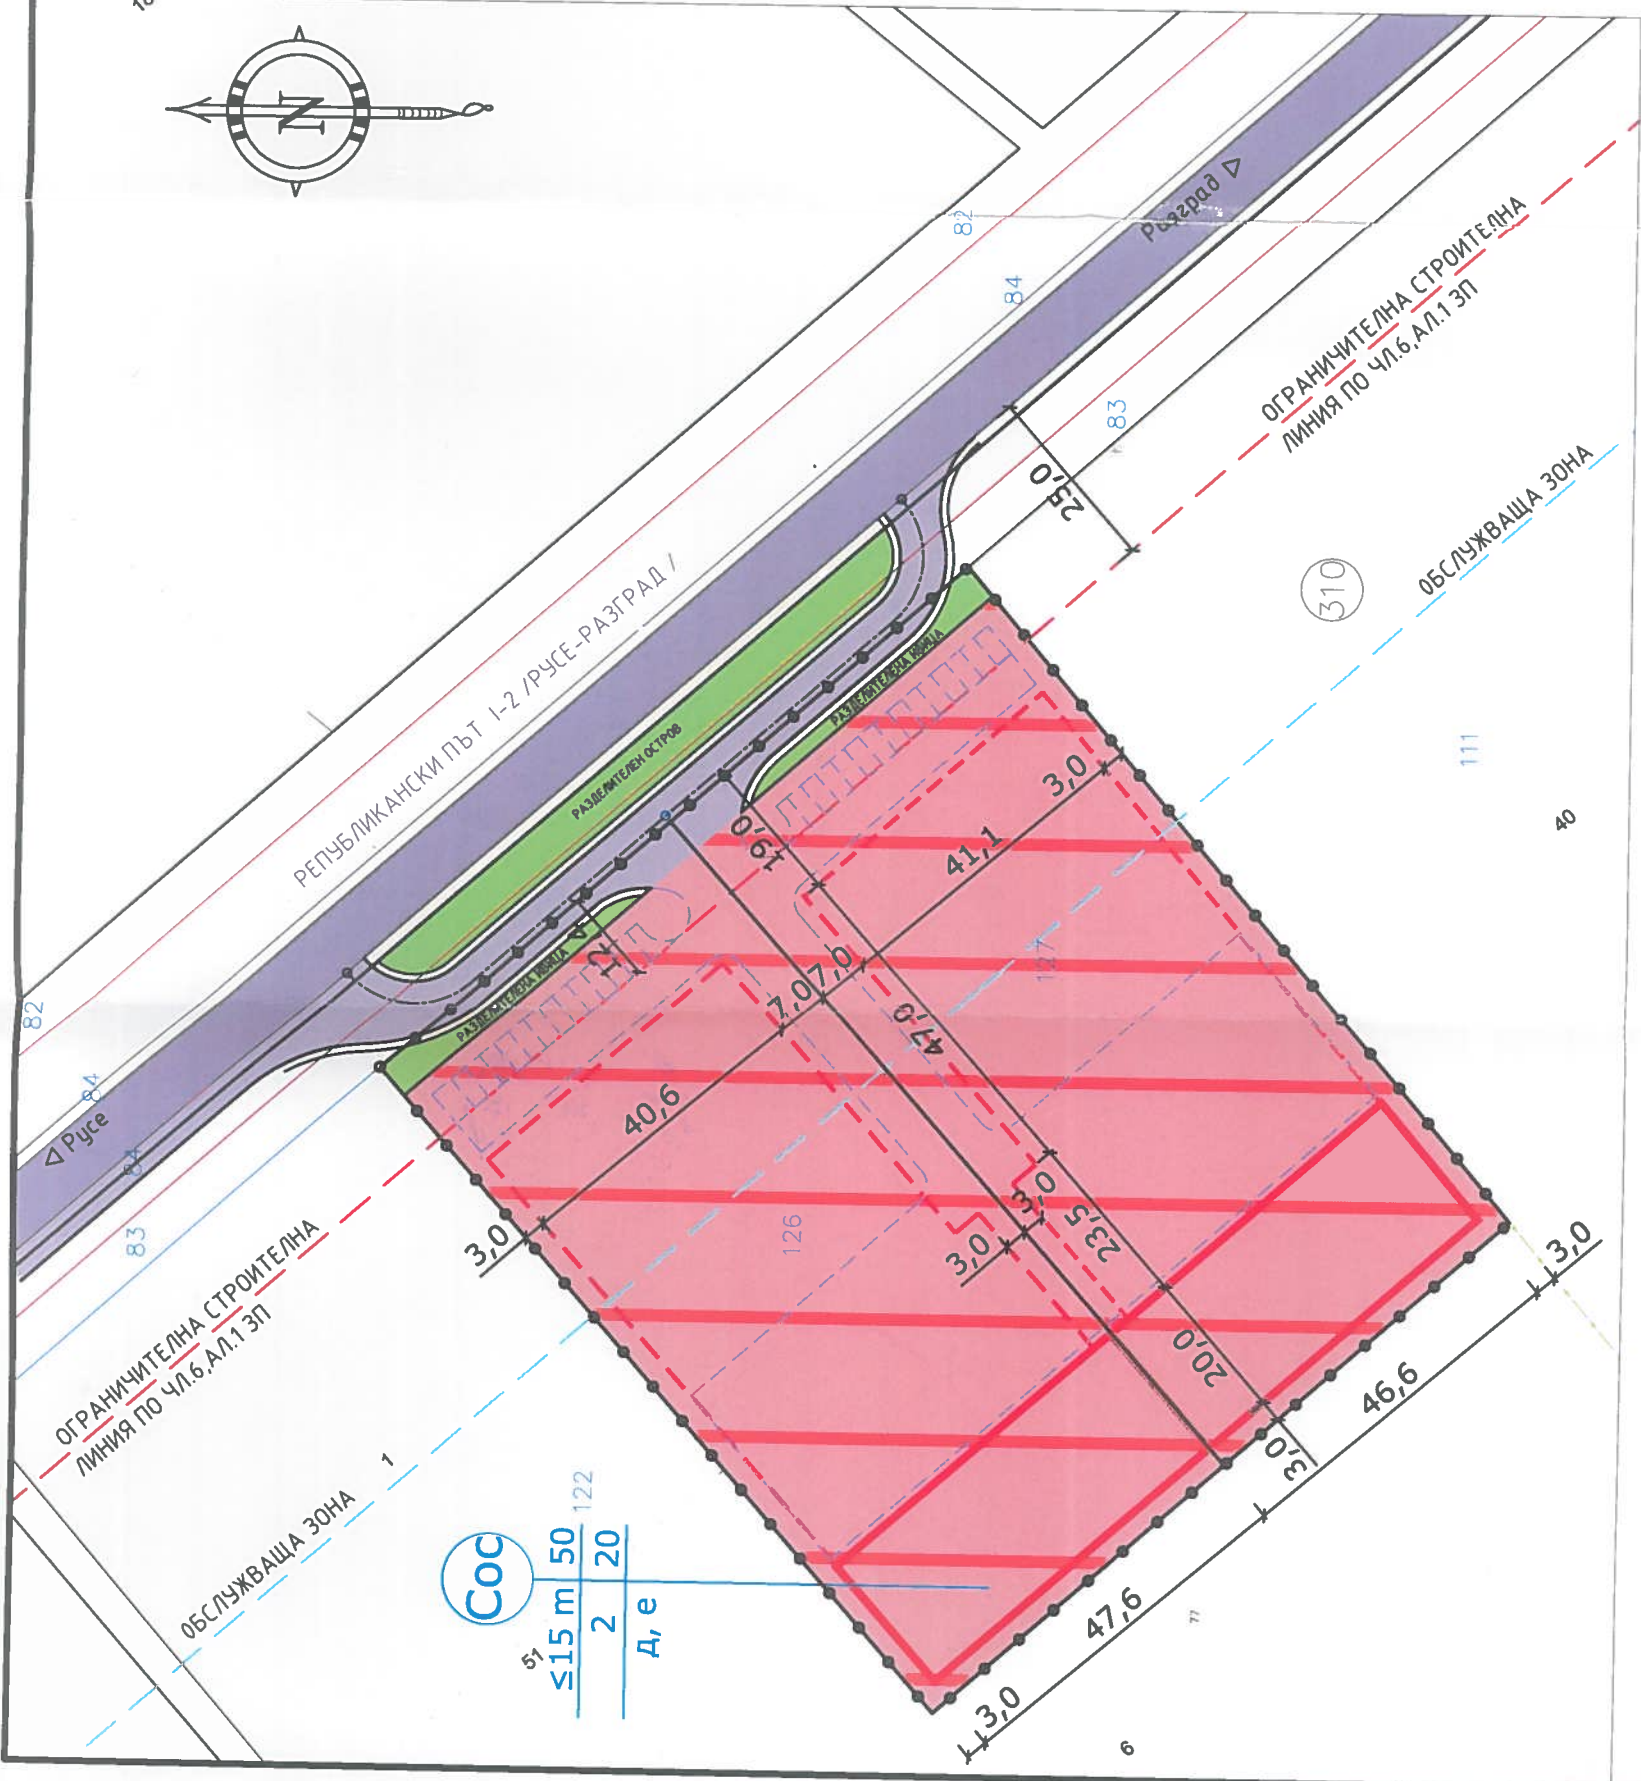 N
82
84
Разград
РЕПУБЛИКАНСКИ ПЪТ I-2 /РУСЕ-РАЗГРАД /
ОГРАНИЧИТЕЛНА СТРОИТЕЛНА
ЛИНИЯ ПО ЧЛ.6,АЛ.1 ЗП
83
25,0
ОБСЛУЖВАЩА ЗОНА
310
111
40
РАЗДЕЛИТЕЛЕН ОСТРОВ
РАЗДЕЛИТЕЛНА ИВИЦА
РАЗДЕЛИТЕЛНА ИВИЦА
82
84
Русе
84
83
12
19,0
3,0
41,1
7,0
7,0
40,6
3,0
47,0
127
126
3,0
3,0
23,5
20,0
3,0
3,0
46,6
47,6
3,0
ОГРАНИЧИТЕЛНА СТРОИТЕЛНА
ЛИНИЯ ПО ЧЛ.6,АЛ.1 ЗП
1
ОБСЛУЖВАЩА ЗОНА
Сос
122
51
≤15 m 50
2 20
д, е
77
6